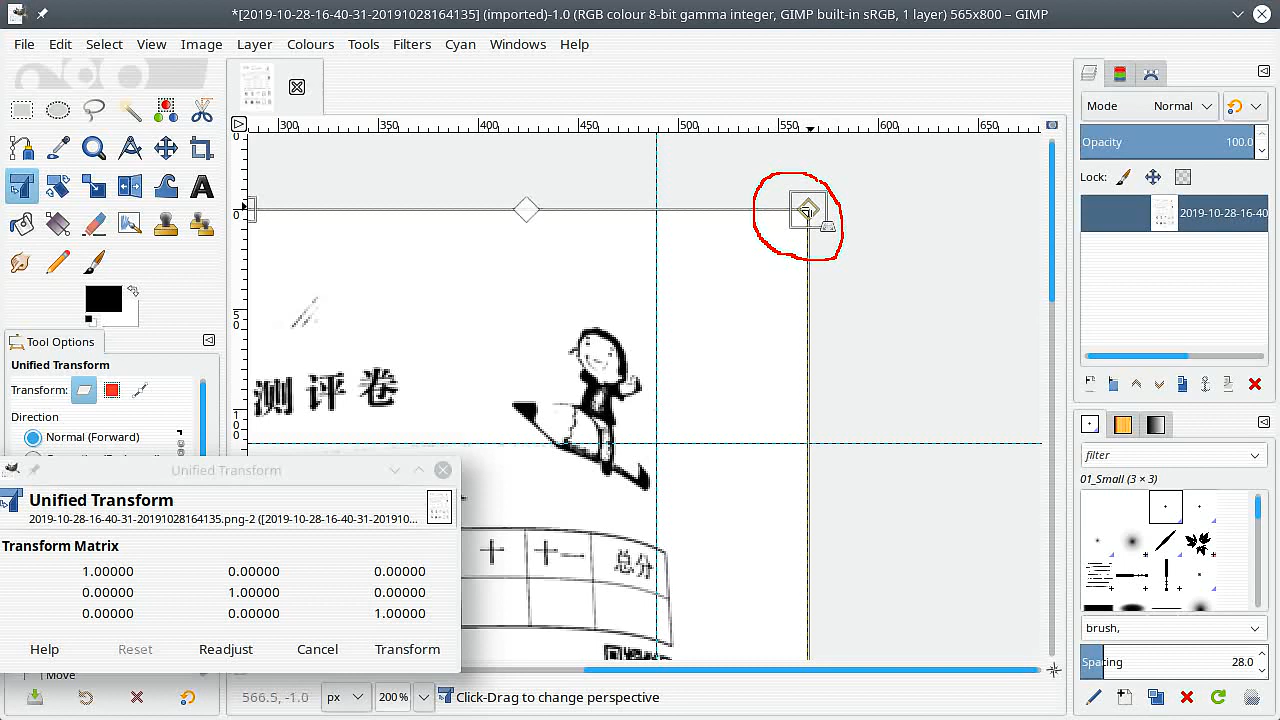 *[2019-10-28-16-40-31-20191028164135] (imported)-1.0 (RGB colour 8-bit gamma integer, GIMP built-in sRGB, 1 layer) 565x800 – GIMP
File Edit Select View Image Layer Colours Tools Filters Cyan Windows Help
Mode Normal
Opacity 100.0
Lock:
2019-10-28-16-40
300 350 400 450 500 550 600 650
0
50
100
测评卷
十 十一 总分
Tool Options
Unified Transform
Transform:
Direction
Normal (Forward)
Unified Transform
Unified Transform
2019-10-28-16-40-31-20191028164135.png-2 ([2019-10-28-16-40-31-201910...
Transform Matrix
1.00000 0.00000 0.00000
0.00000 1.00000 0.00000
0.00000 0.00000 1.00000
Help Reset Readjust Cancel Transform
Move
566.5, -1.0 px 200% Click-Drag to change perspective
filter
01_Small (3 × 3)
brush,
Spacing 28.0